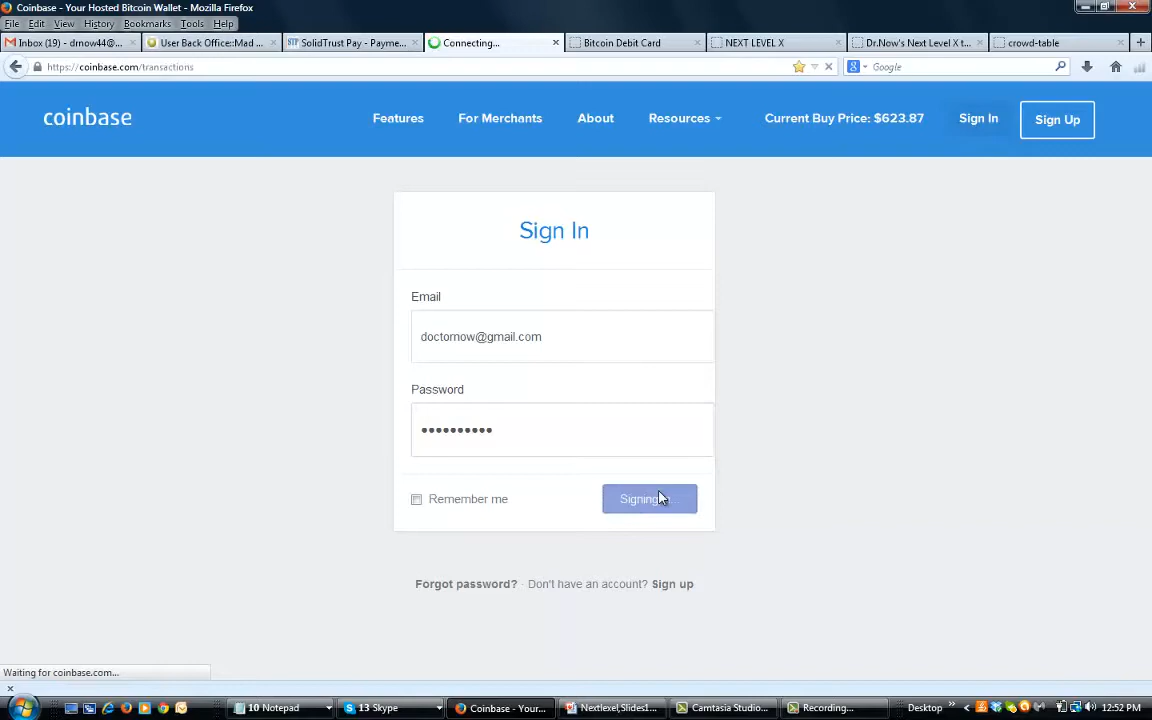 Coinbase - Your Hosted Bitcoin Wallet - Mozilla Firefox
File Edit View History Bookmarks Tools Help
Inbox (19) - drnow44@... × User Back Office::Mad ... × STP SolidTrust Pay - Payme... × Connecting... × Bitcoin Debit Card × NEXT LEVEL X × Dr.Now's Next Level X t... × crowd-table × +
https://coinbase.com/transactions
Google
coinbase Features For Merchants About Resources Current Buy Price: $623.87 Sign In Sign Up
Sign In
Email
doctornow@gmail.com
Password
••••••••••
Remember me Signing
Forgot password? · Don't have an account? Sign up
Waiting for coinbase.com...
10 Notepad 13 Skype Coinbase - Your... Nextlexel,Slides1... Camtasia Studio... Recording... Desktop » 12:52 PM